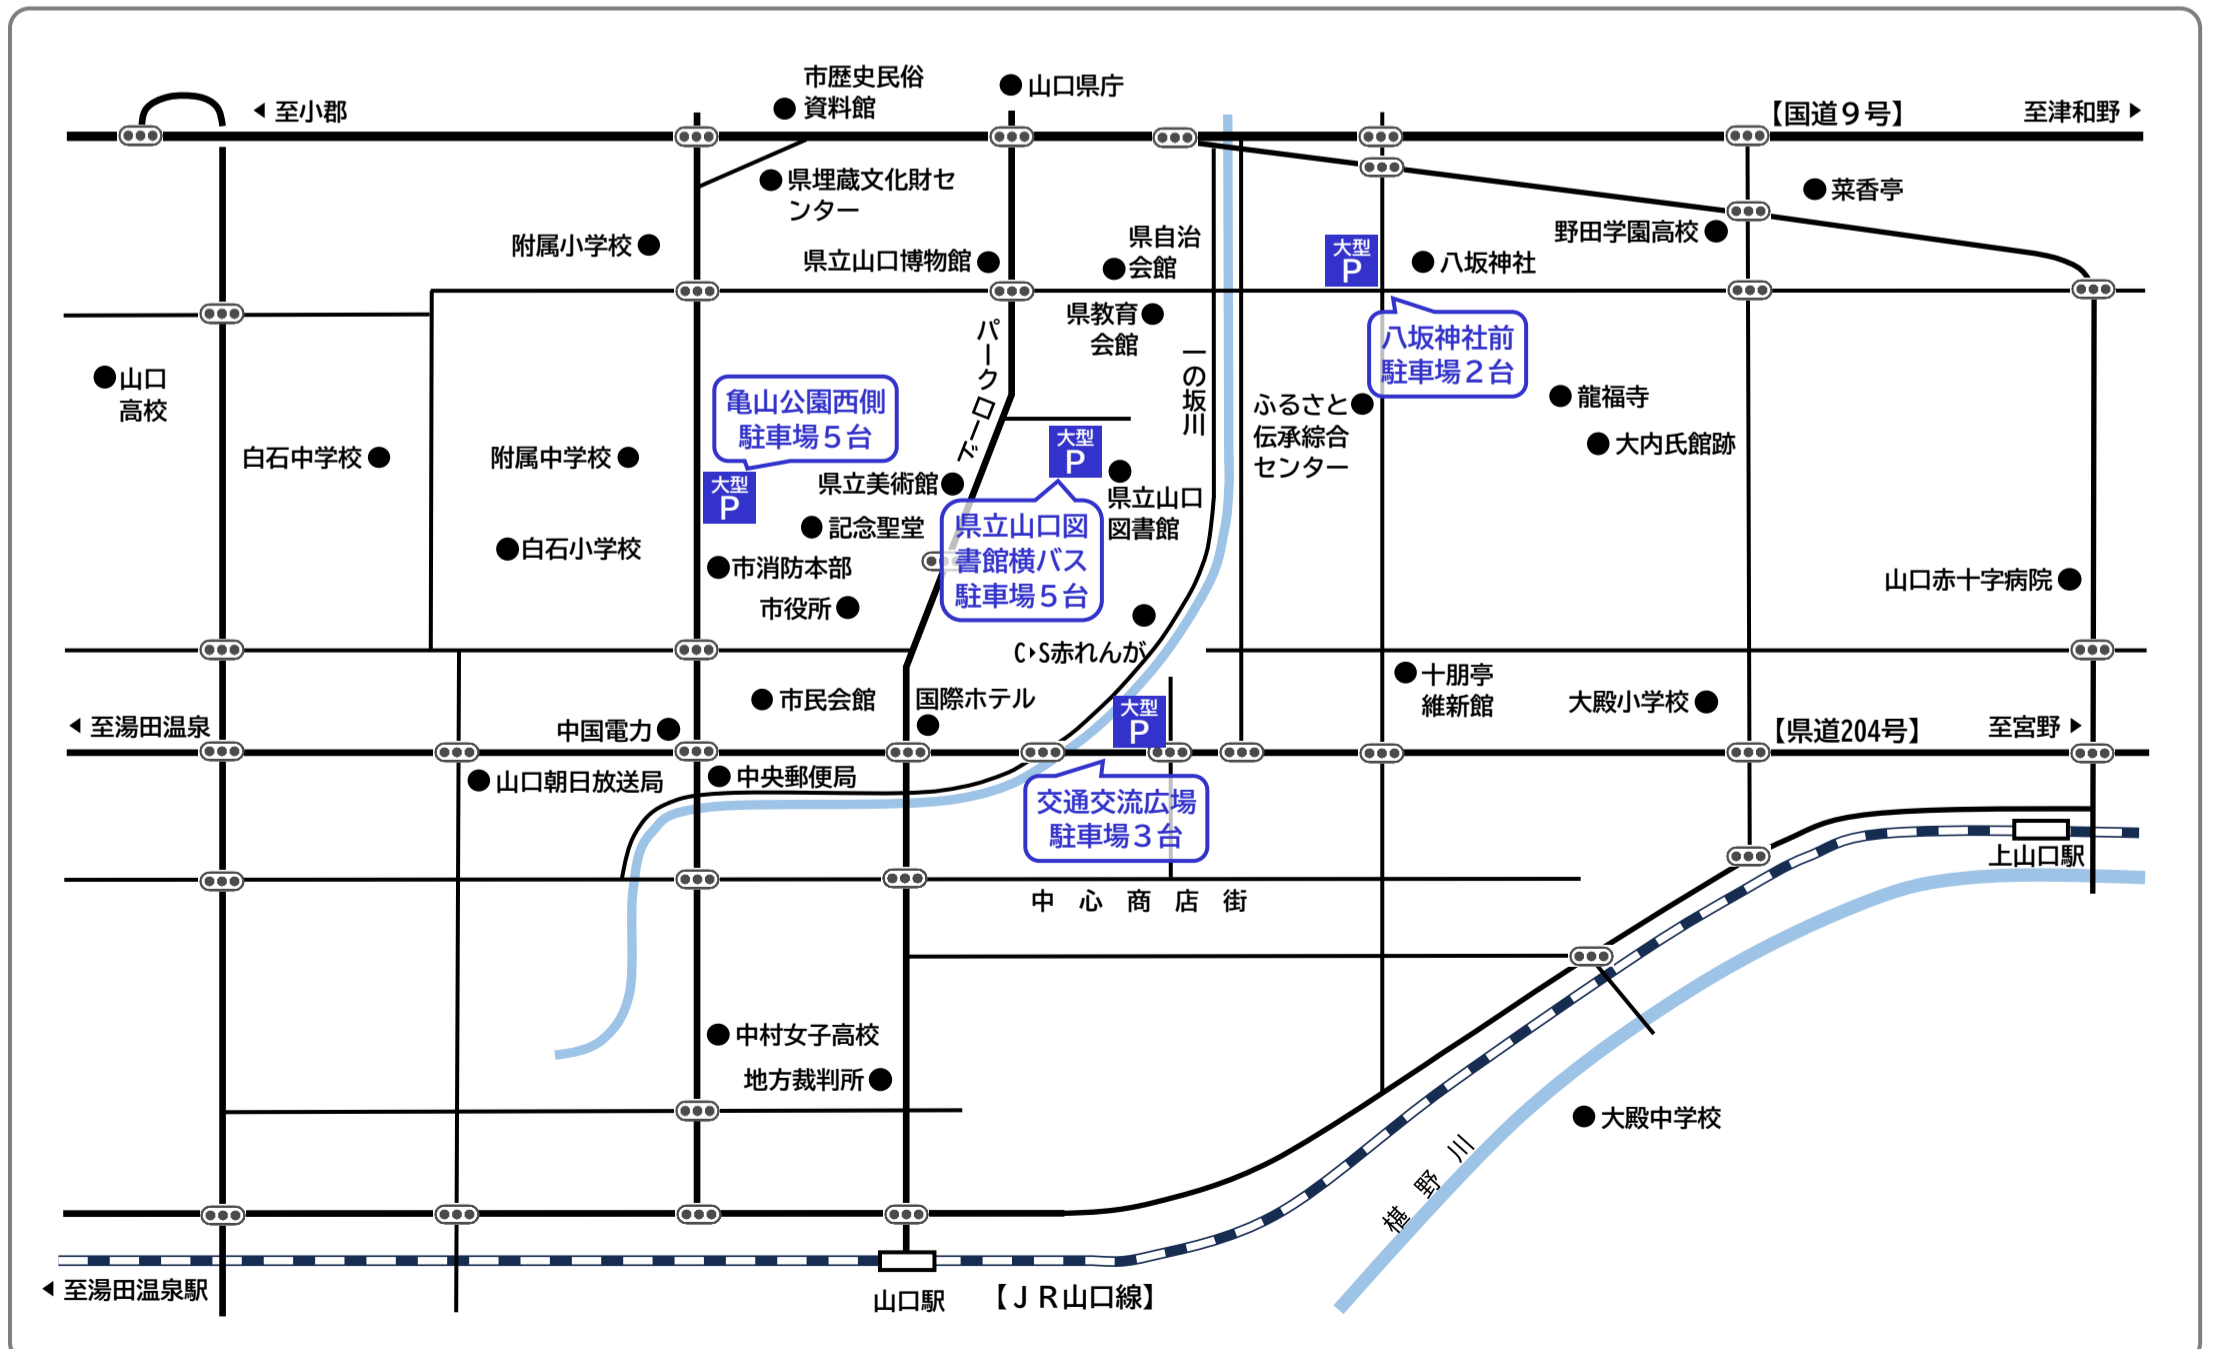 市歴史民俗
資料館
山口県庁
◀ 至小郡
【国道９号】
至津和野 ▶
県埋蔵文化財セ
ンター
菜香亭
附属小学校
県立山口博物館
県自治
会館
大型
P
八坂神社
野田学園高校
県教育
会館
八坂神社前
駐車場２台
パークロード
一の坂川
山口
高校
白石中学校
附属中学校
亀山公園西側
駐車場５台
大型
P
県立美術館
記念聖堂
大型
P
県立山口
図書館
県立山口図
書館横バス
駐車場５台
ふるさと
伝承綜合
センター
龍福寺
大内氏館跡
白石小学校
市消防本部
市役所
山口赤十字病院
C▸S赤れんが
十朋亭
維新館
大殿小学校
市民会館
国際ホテル
大型
P
◀ 至湯田温泉
中国電力
【県道204号】
至宮野 ▶
山口朝日放送局
中央郵便局
交通交流広場
駐車場３台
上山口駅
中心商店街
中村女子高校
地方裁判所
大殿中学校
椹野川
◀ 至湯田温泉駅
山口駅
【ＪＲ山口線】